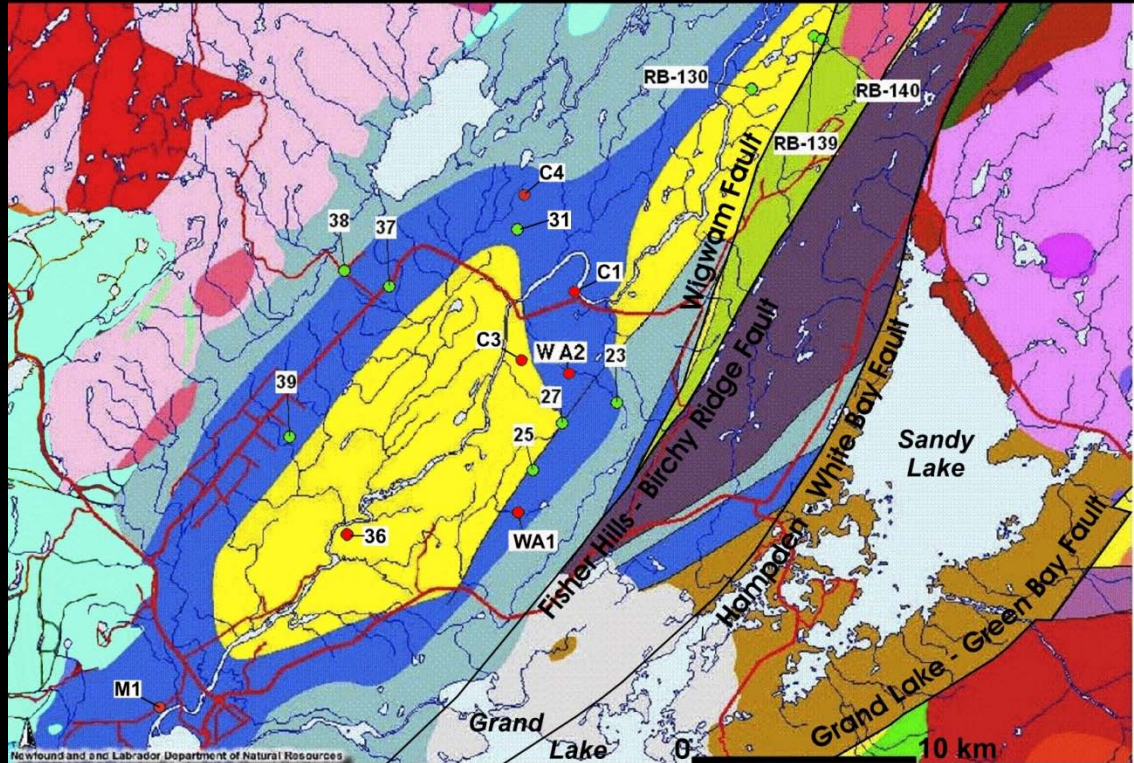 RB-130
RB-140
RB-139
Wigwam Fault
C4
38
37
31
C1
C3
W A2
23
39
27
25
Fisher Hills - Birchy Ridge Fault
Hampden - White Bay Fault
Sandy
Lake
36
WA1
Grand Lake - Green Bay Fault
M1
Grand
Lake
0
10 km
Newfoundland and Labrador Department of Natural Resources